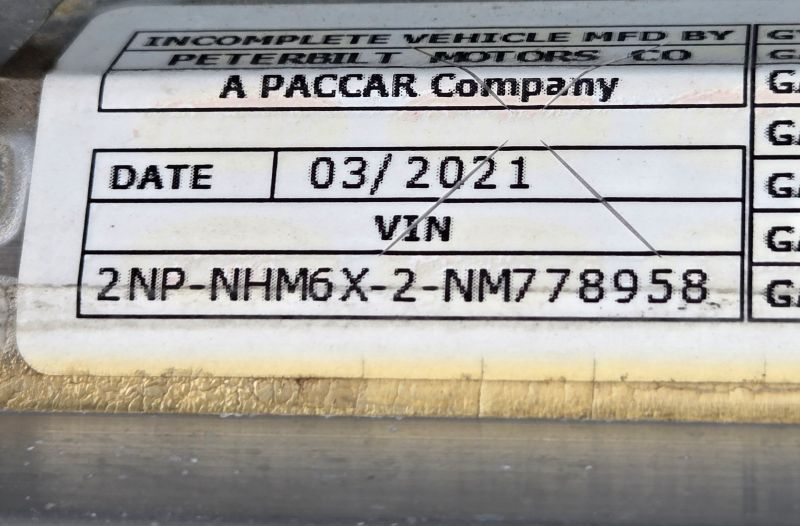 INCOMPLETE VEHICLE MFD BY
PETERBILT MOTORS CO
A PACCAR Company
DATE 03/2021
VIN
2NP-NHM6X-2-NM778958